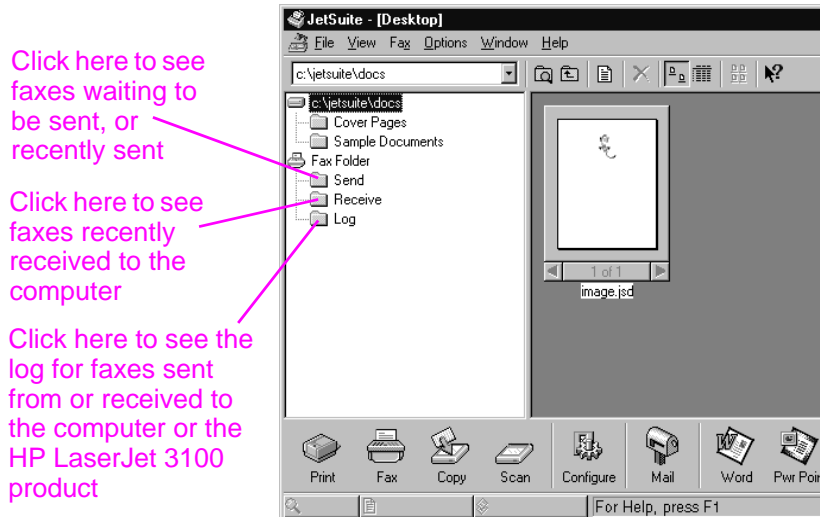 Click here to see
faxes waiting to
be sent, or
recently sent
Click here to see
faxes recently
received to the
computer
Click here to see the
log for faxes sent
from or received to
the computer or the
HP LaserJet 3100
product
JetSuite - [Desktop]
File View Fax Options Window Help
c:\jetsuite\docs
c:\jetsuite\docs
Cover Pages
Sample Documents
Fax Folder
Send
Receive
Log
1 of 1
image.jsd
Print Fax Copy Scan Configure Mail Word Pwr Poin
For Help, press F1